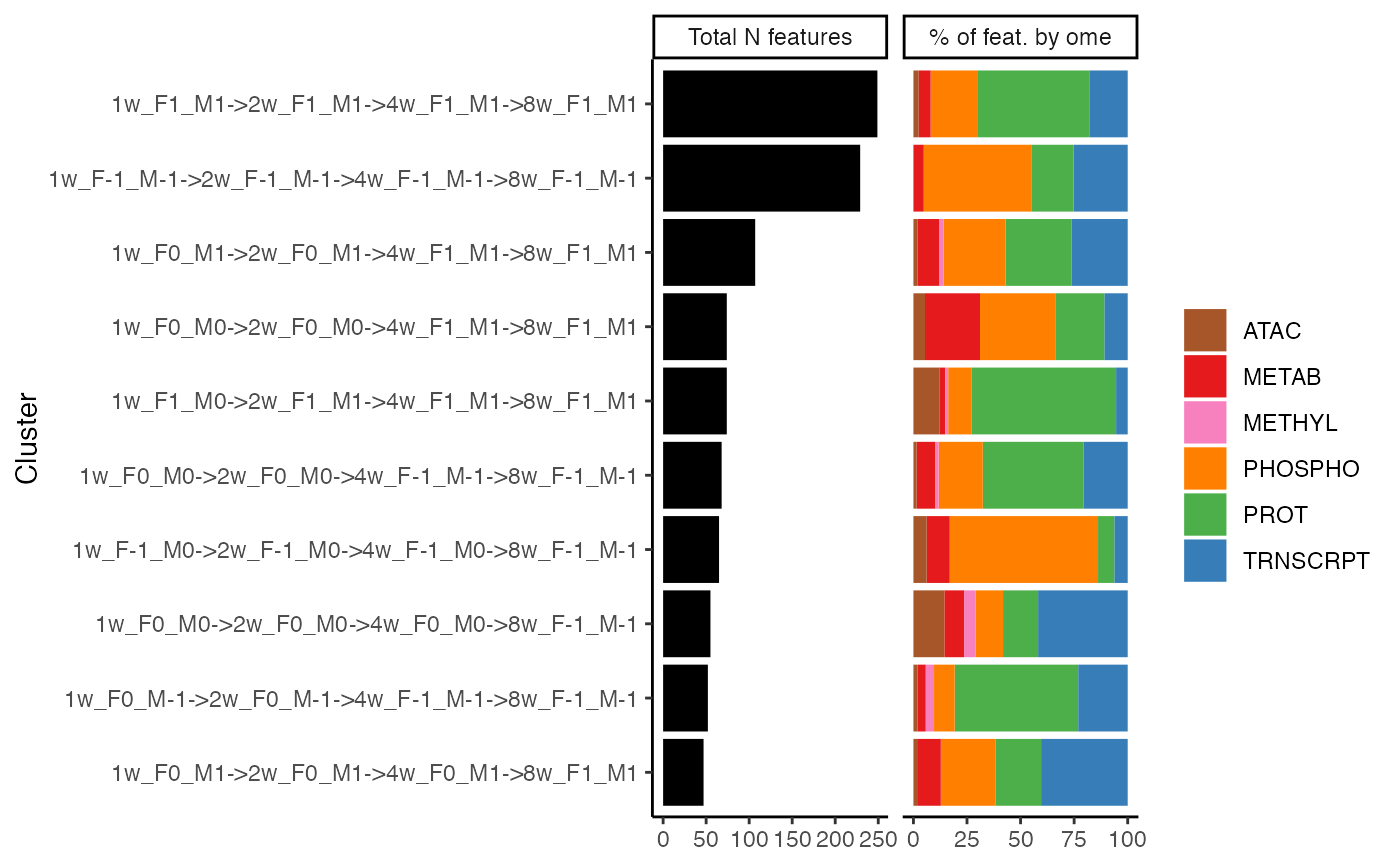 Total N features
% of feat. by ome
Cluster
1w_F1_M1->2w_F1_M1->4w_F1_M1->8w_F1_M1
1w_F-1_M-1->2w_F-1_M-1->4w_F-1_M-1->8w_F-1_M-1
1w_F0_M1->2w_F0_M1->4w_F1_M1->8w_F1_M1
1w_F0_M0->2w_F0_M0->4w_F1_M1->8w_F1_M1
1w_F1_M0->2w_F1_M1->4w_F1_M1->8w_F1_M1
1w_F0_M0->2w_F0_M0->4w_F-1_M-1->8w_F-1_M-1
1w_F-1_M0->2w_F-1_M0->4w_F-1_M0->8w_F-1_M-1
1w_F0_M0->2w_F0_M0->4w_F0_M0->8w_F-1_M-1
1w_F0_M-1->2w_F0_M-1->4w_F-1_M-1->8w_F-1_M-1
1w_F0_M1->2w_F0_M1->4w_F0_M1->8w_F1_M1
0 50 100 150 200 250
0 25 50 75 100
ATAC
METAB
METHYL
PHOSPHO
PROT
TRNSCRPT